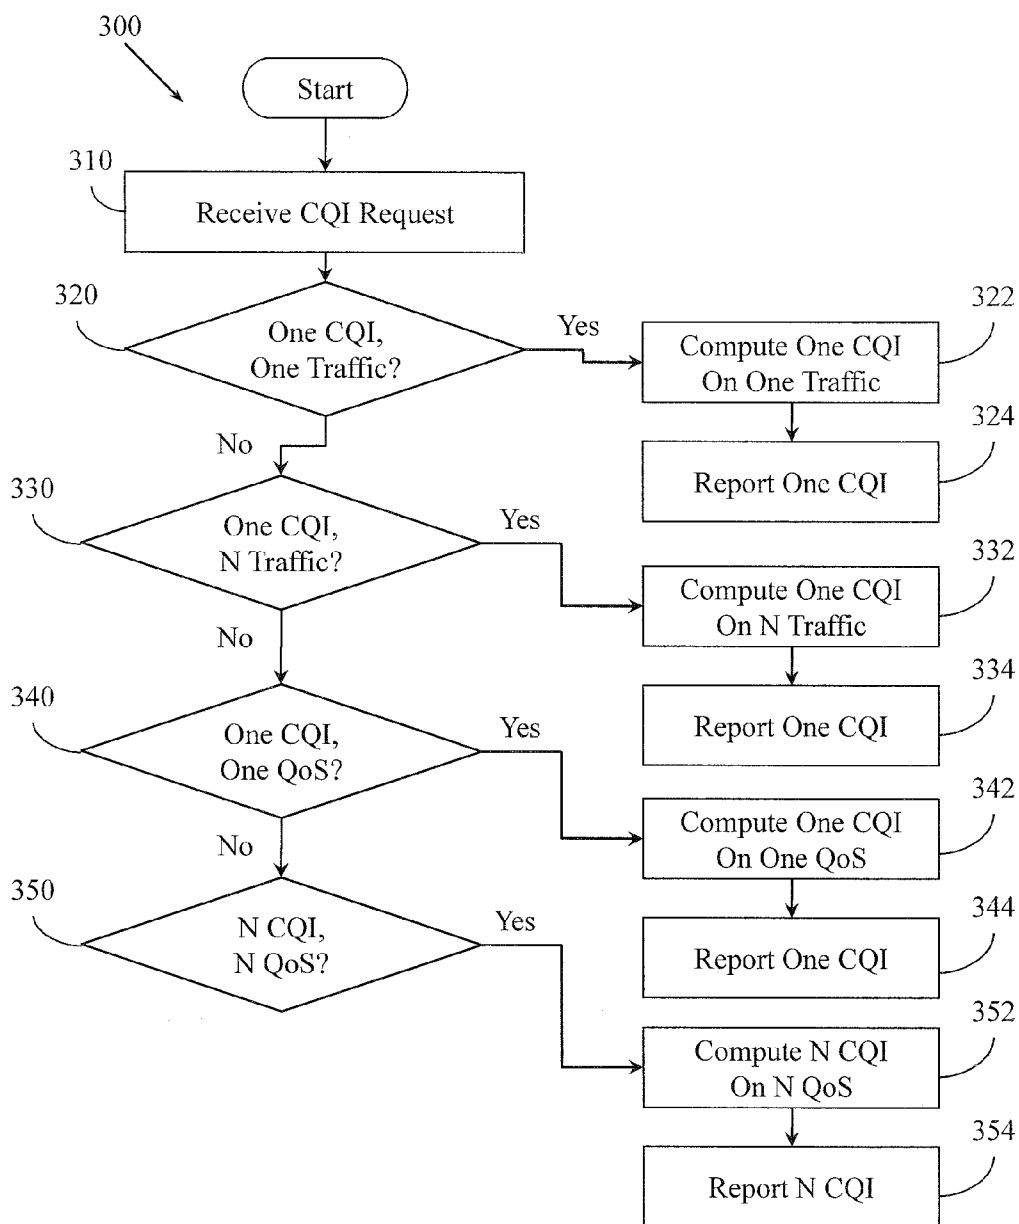 300
Start
310
Receive CQI Request
320
One CQI,
One Traffic?
Yes
322
Compute One CQI
On One Traffic
324
Report One CQI
No
330
One CQI,
N Traffic?
Yes
332
Compute One CQI
On N Traffic
334
Report One CQI
No
340
One CQI,
One QoS?
Yes
342
Compute One CQI
On One QoS
344
Report One CQI
No
350
N CQI,
N QoS?
Yes
352
Compute N CQI
On N QoS
354
Report N CQI